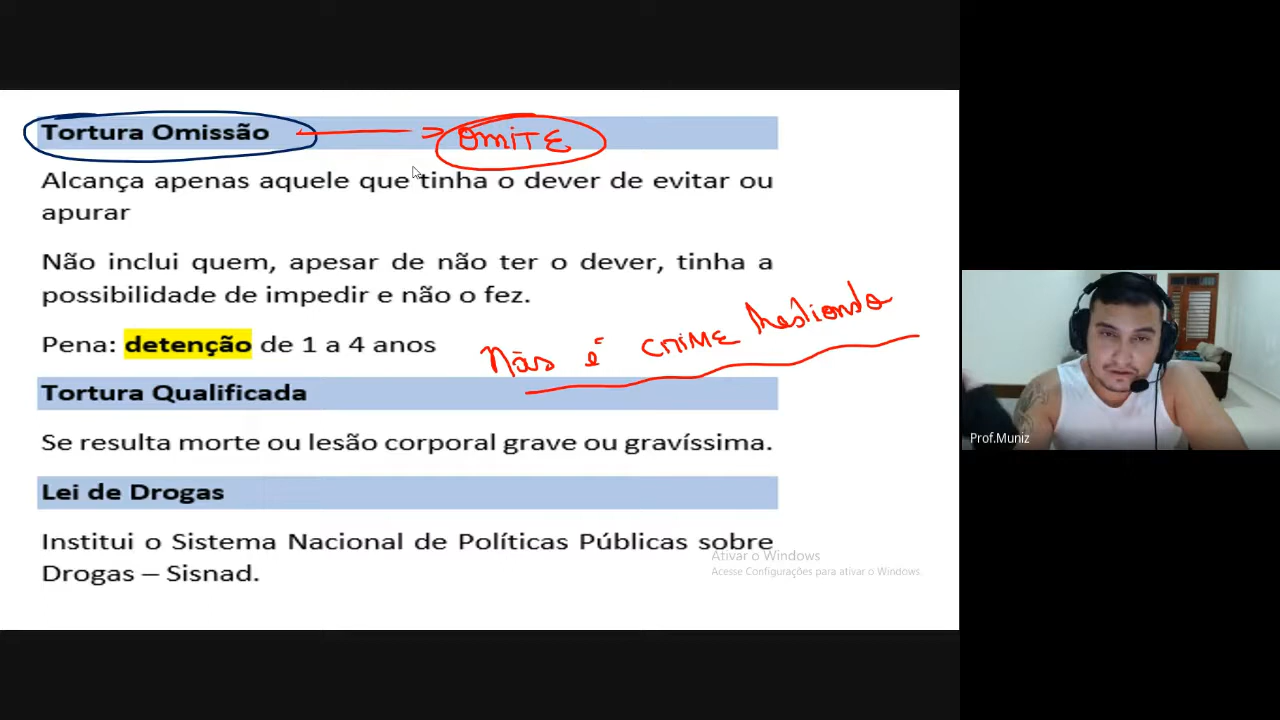 Tortura Omissão OMITE
Alcança apenas aquele que tinha o dever de evitar ou
apurar
Não inclui quem, apesar de não ter o dever, tinha a
possibilidade de impedir e não o fez.
Pena: detenção de 1 a 4 anos
Não é CRIME Hediondo
Tortura Qualificada
Se resulta morte ou lesão corporal grave ou gravíssima.
Lei de Drogas
Institui o Sistema Nacional de Políticas Públicas sobre
Drogas – Sisnad.
Ativar o Windows
Acesse Configurações para ativar o Windows.
Prof.Muniz